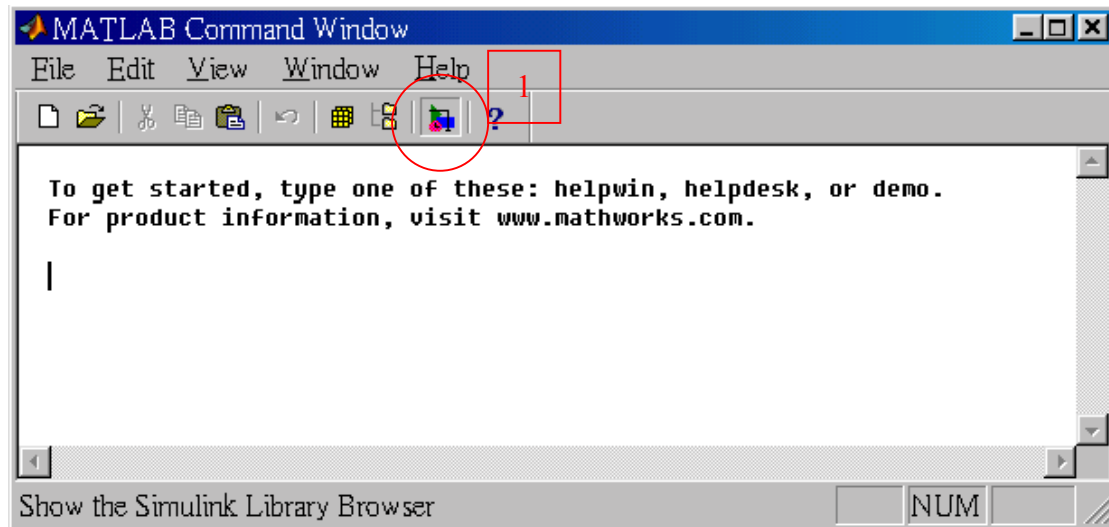 MATLAB Command Window
File Edit View Window Help
1
?
To get started, type one of these: helpwin, helpdesk, or demo.
For product information, visit www.mathworks.com.
Show the Simulink Library Browser
NUM